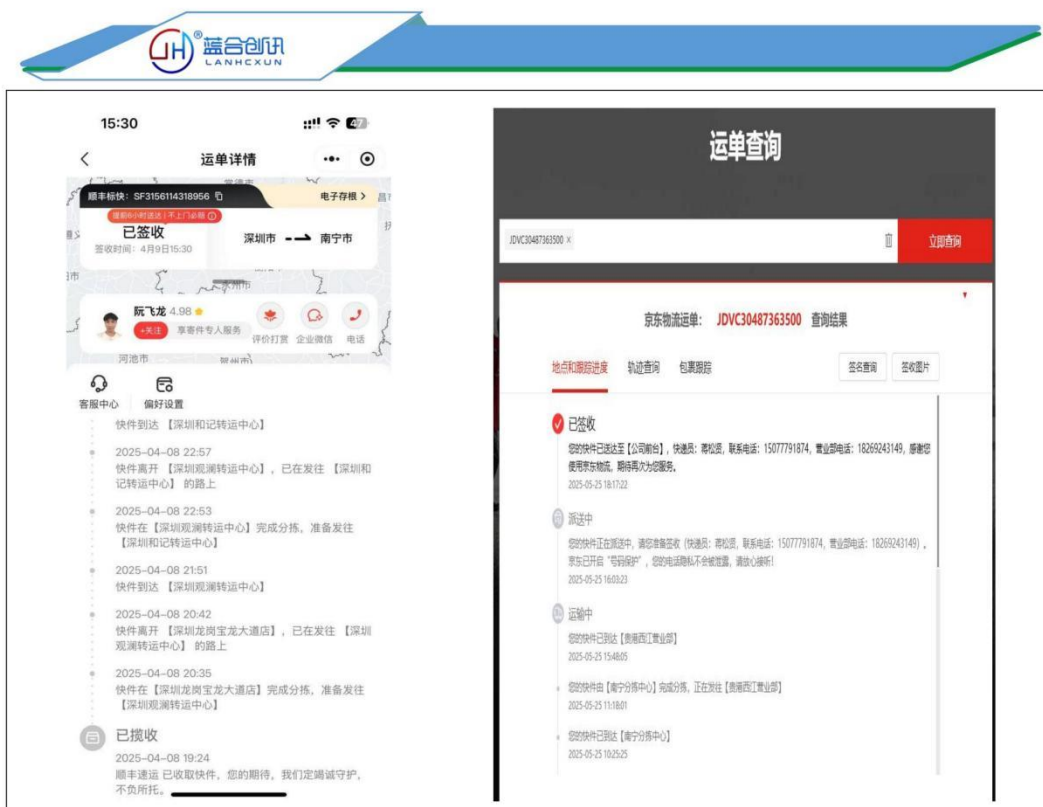 JH®蓝合创讯
LANHCXUN
15:30
47
运单详情
顺丰标快：SF3156114318956
电子存根 >
提前6小时送达|不上门必赔
已签收
签收时间：4月9日15:30
深圳市
南宁市
永州市
阮飞龙 4.98
+关注
享寄件专人服务
评价打赏
企业微信
电话
河池市
贺州市
客服中心
偏好设置
快件到达 【深圳和记转运中心】
2025-04-08 22:57
快件离开 【深圳观澜转运中心】，已在发往 【深圳和
记转运中心】 的路上
2025-04-08 22:53
快件在【深圳观澜转运中心】完成分拣，准备发往
【深圳和记转运中心】
2025-04-08 21:51
快件到达 【深圳观澜转运中心】
2025-04-08 20:42
快件离开 【深圳龙岗宝龙大道店】，已在发往 【深圳
观澜转运中心】 的路上
2025-04-08 20:35
快件在【深圳龙岗宝龙大道店】完成分拣，准备发往
【深圳观澜转运中心】
已揽收
2025-04-08 19:24
顺丰速运 已收取快件，您的期待，我们定竭诚守护，
不负所托。
运单查询
JDVC30487363500 ×
立即查询
京东物流运单： JDVC30487363500 查询结果
地点和跟踪进度
轨迹查询
包裹跟踪
签名查询
签收图片
已签收
您的快件已送达至【公司前台】，快递员：蒋松贤，联系电话：15077791874，营业部电话：18269243149，感谢您
使用京东物流，期待再次为您服务。
2025-05-25 18:17:22
派送中
您的快件正在派送中，请您准备签收（快递员：蒋松贤，联系电话：15077791874，营业部电话：18269243149）。
京东已开启“号码保护”，您的电话隐私不会被泄露，请放心接听！
2025-05-25 16:03:23
运输中
您的快件已到达【贵港西江营业部】
2025-05-25 15:48:05
您的快件由【南宁分拣中心】完成分拣，正在发往【贵港西江营业部】
2025-05-25 11:18:01
您的快件已到达【南宁分拣中心】
2025-05-25 10:25:25